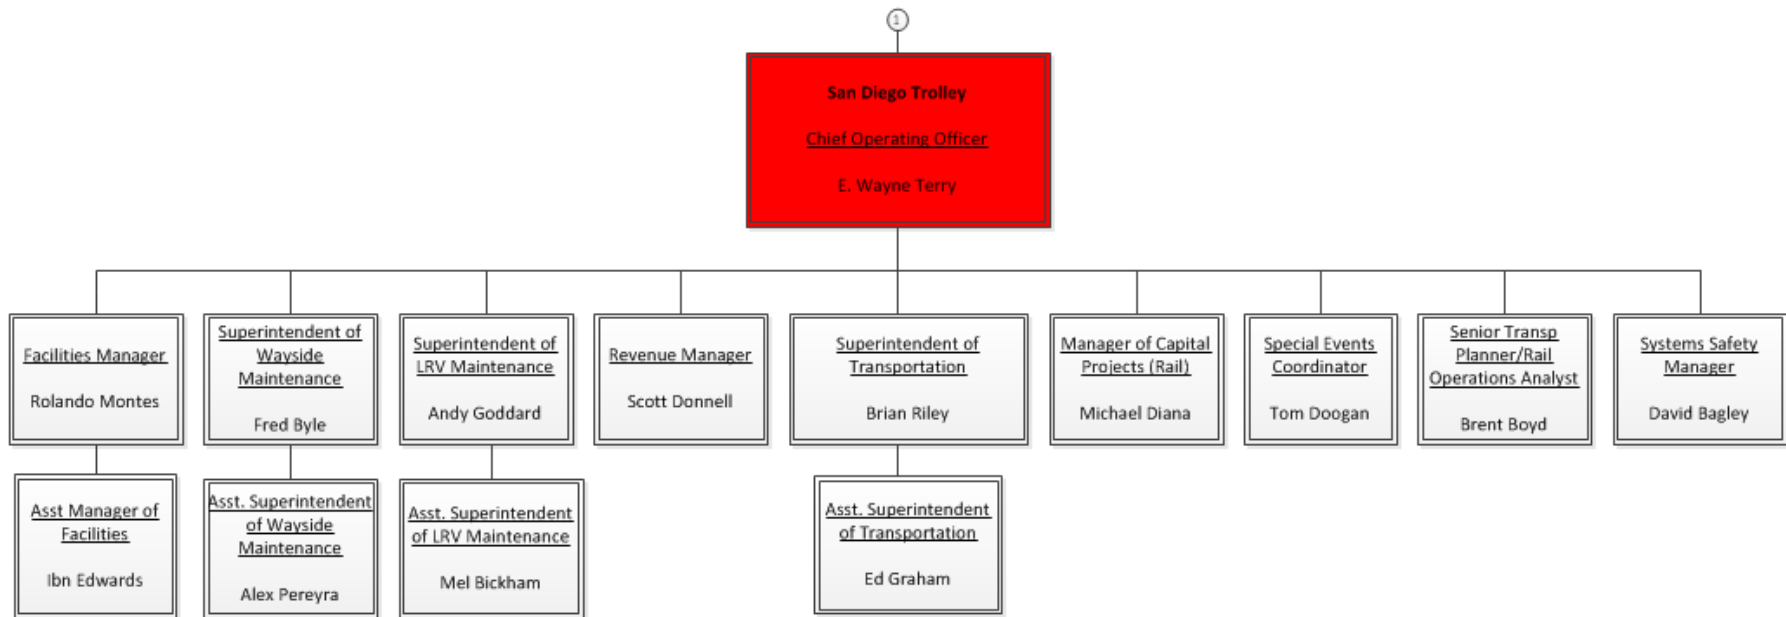 1
San Diego Trolley
Chief Operating Officer
E. Wayne Terry
Facilities Manager
Rolando Montes
Superintendent of
Wayside
Maintenance
Fred Byle
Superintendent of
LRV Maintenance
Andy Goddard
Revenue Manager
Scott Donnell
Superintendent of
Transportation
Brian Riley
Manager of Capital
Projects (Rail)
Michael Diana
Special Events
Coordinator
Tom Doogan
Senior Transp
Planner/Rail
Operations Analyst
Brent Boyd
Systems Safety
Manager
David Bagley
Asst Manager of
Facilities
Ibn Edwards
Asst. Superintendent
of Wayside
Maintenance
Alex Pereyra
Asst. Superintendent
of LRV Maintenance
Mel Bickham
Asst. Superintendent
of Transportation
Ed Graham